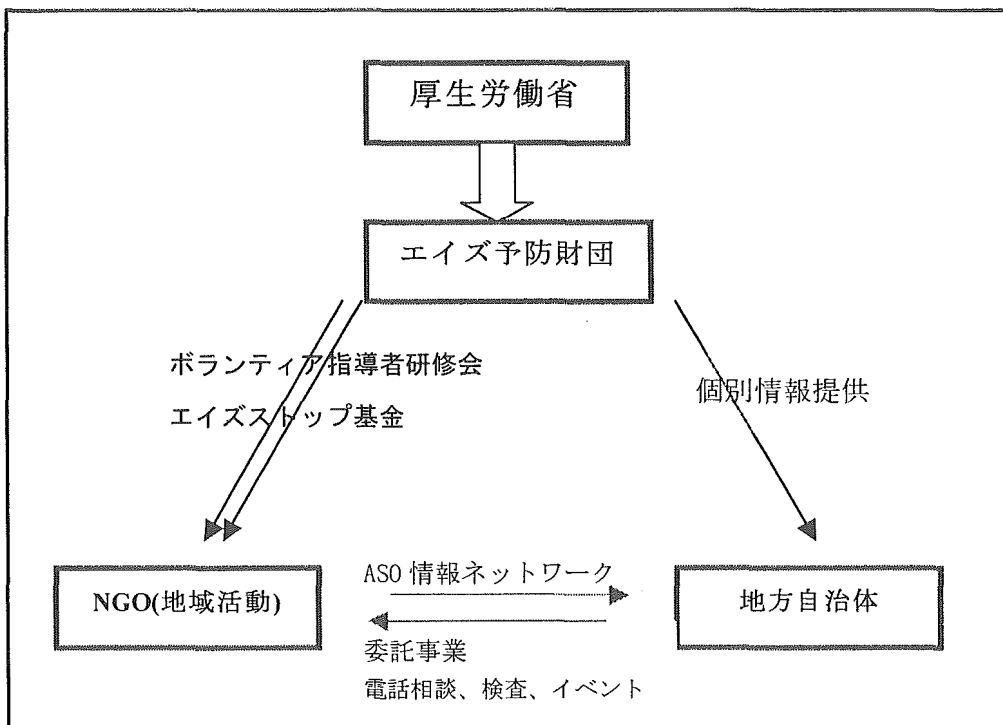 厚生労働省
エイズ予防財団
ボランティア指導者研修会
エイズストップ基金
個別情報提供
NGO(地域活動)
ASO 情報ネットワーク
委託事業
電話相談、検査、イベント
地方自治体